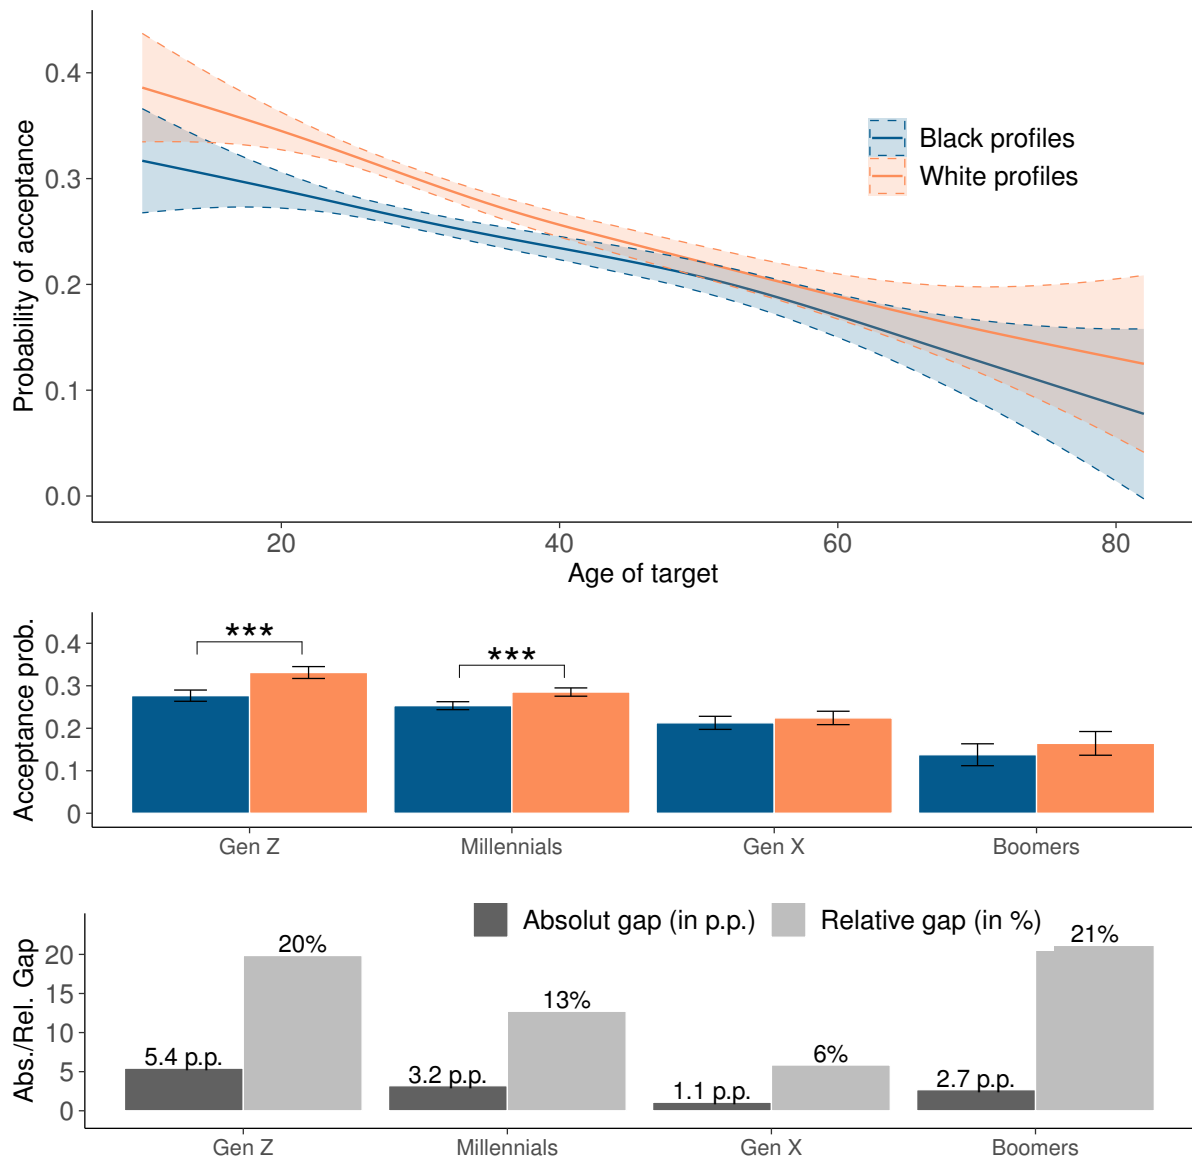 Probability of acceptance
0.4
0.3
0.2
0.1
0.0
Black profiles
White profiles
20 40 60 80
Age of target
Acceptance prob.
0.4
0.3
0.2
0.1
0
***
***
Gen Z Millennials Gen X Boomers
Abs./Rel. Gap
20
15
10
5
0
Absolut gap (in p.p.) Relative gap (in %)
5.4 p.p. 20% 3.2 p.p. 13% 1.1 p.p. 6% 2.7 p.p. 21%
Gen Z Millennials Gen X Boomers